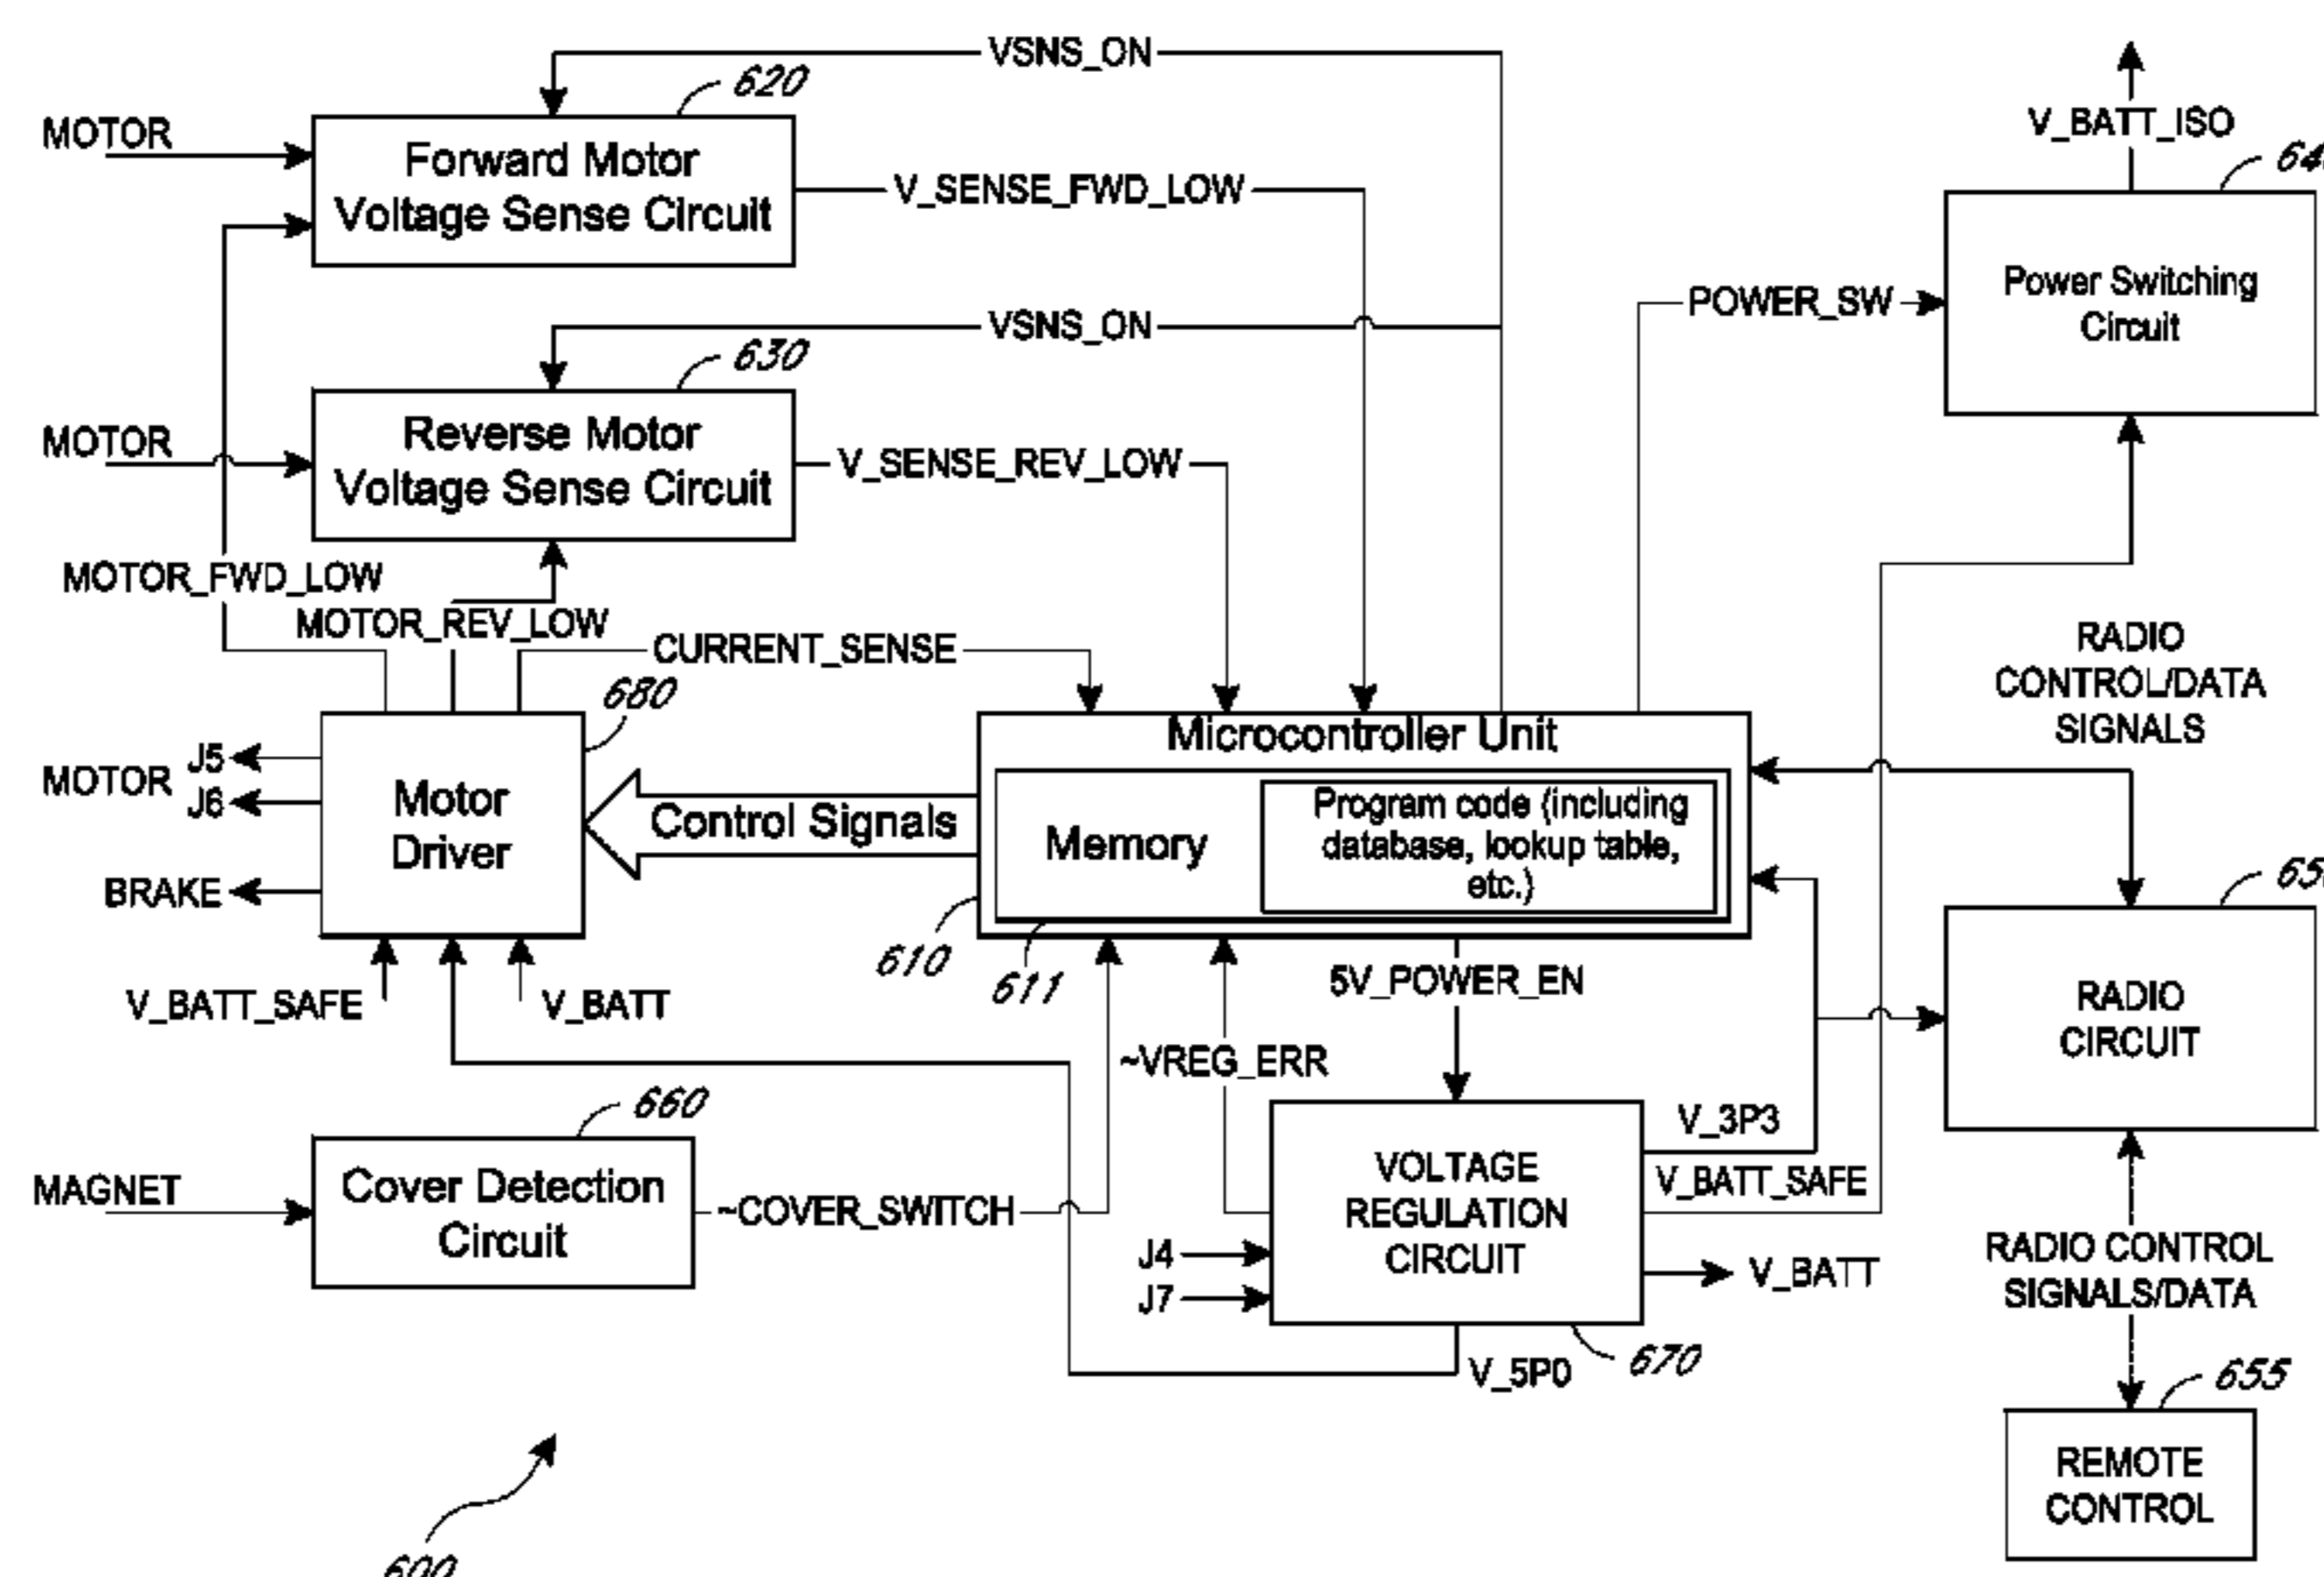 VSNS_ON
620
MOTOR
Forward Motor
Voltage Sense Circuit
V_SENSE_FWD_LOW
V_BATT_ISO
Power Switching
Circuit
POWER_SW
VSNS_ON
630
MOTOR
Reverse Motor
Voltage Sense Circuit
V_SENSE_REV_LOW
MOTOR_FWD_LOW
MOTOR_REV_LOW
CURRENT_SENSE
RADIO
CONTROL/DATA
SIGNALS
680
J5
MOTOR
J6
BRAKE
Motor
Driver
Control Signals
Microcontroller Unit
Memory
Program code (including
database, lookup table,
etc.)
610
611
V_BATT_SAFE
V_BATT
5V_POWER_EN
~VREG_ERR
RADIO
CIRCUIT
660
MAGNET
Cover Detection
Circuit
~COVER_SWITCH
J4
J7
VOLTAGE
REGULATION
CIRCUIT
V_3P3
V_BATT_SAFE
V_BATT
670
V_5P0
RADIO CONTROL
SIGNALS/DATA
655
REMOTE
CONTROL
600